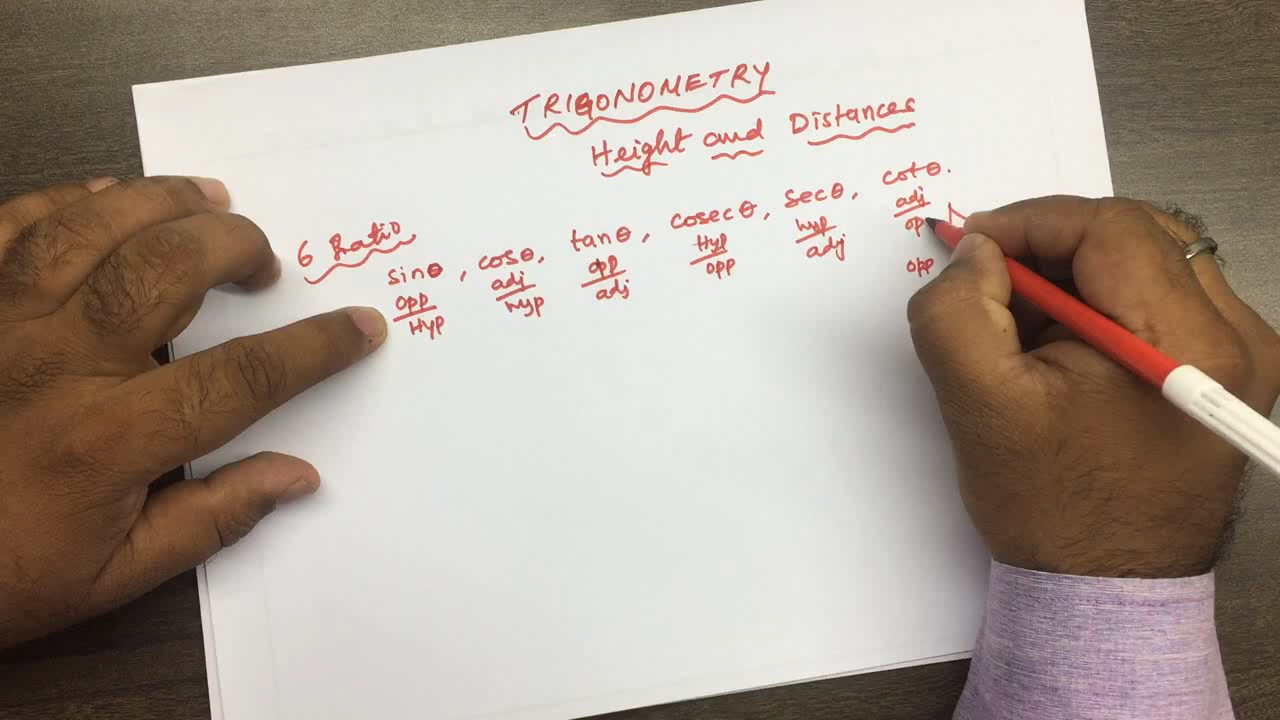 TRIGONOMETRY
Height and Distances
6 Ratio
sinθ, cosθ, tanθ, cosecθ, secθ, cotθ.
opp adj opp Hyp hyp adj
Hyp hyp adj opp adj op
opp